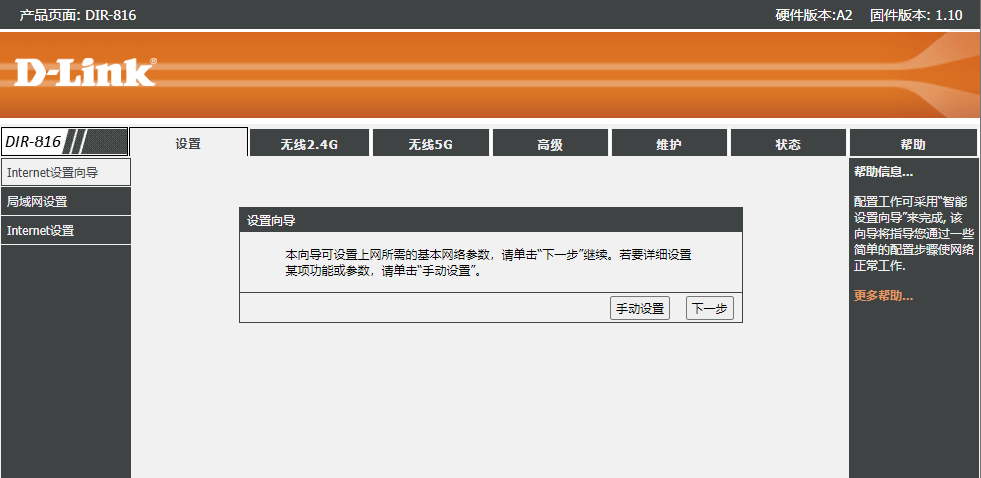 产品页面: DIR-816
硬件版本:A2 固件版本: 1.10
D-Link®
DIR-816
设置
无线2.4G
无线5G
高级
维护
状态
帮助
Internet设置向导
局域网设置
Internet设置
设置向导
本向导可设置上网所需的基本网络参数，请单击“下一步”继续。若要详细设置
某项功能或参数，请单击“手动设置”。
手动设置
下一步
帮助信息...
配置工作可采用“智能
设置向导”来完成, 该
向导将指导您通过一些
简单的配置步骤使网络
正常工作.
更多帮助...